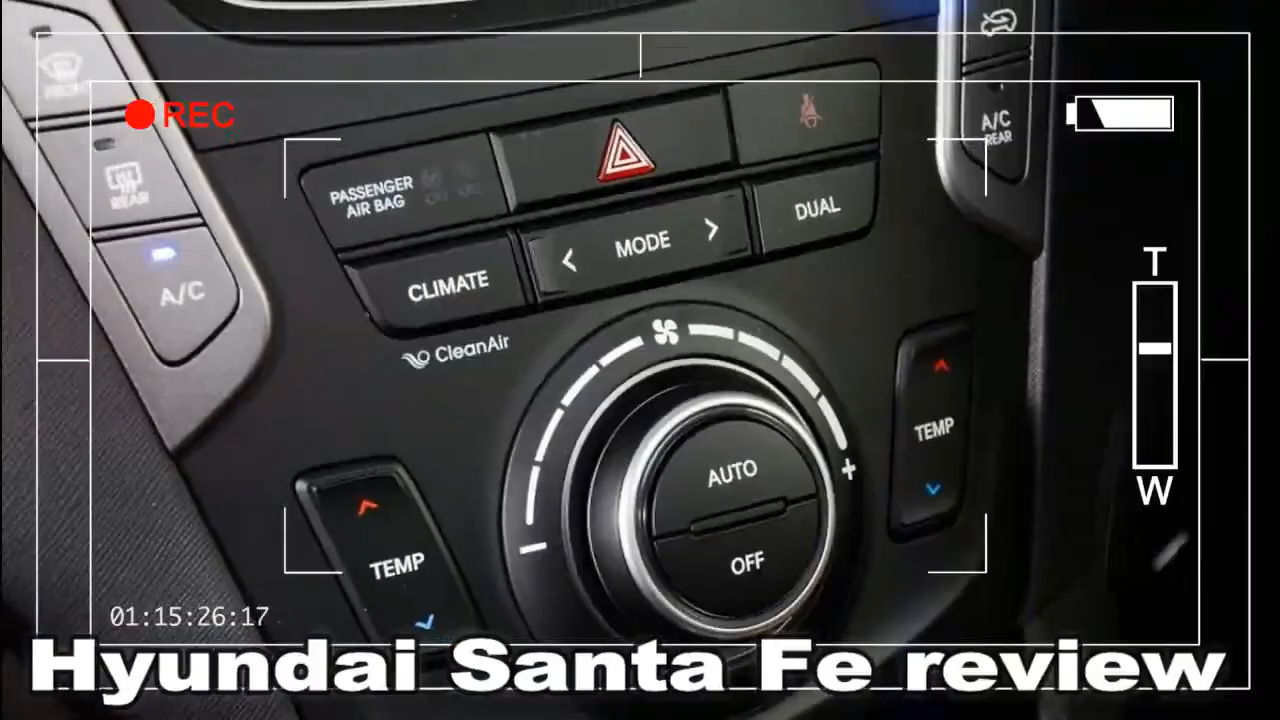 FRONT
REC
REAR
A/C
PASSENGER
AIR BAG
CLIMATE
< MODE >
DUAL
A/C
REAR
CleanAir
T
W
TEMP
AUTO
OFF
+
−
TEMP
01:15:26:17
Hyundai Santa Fe review